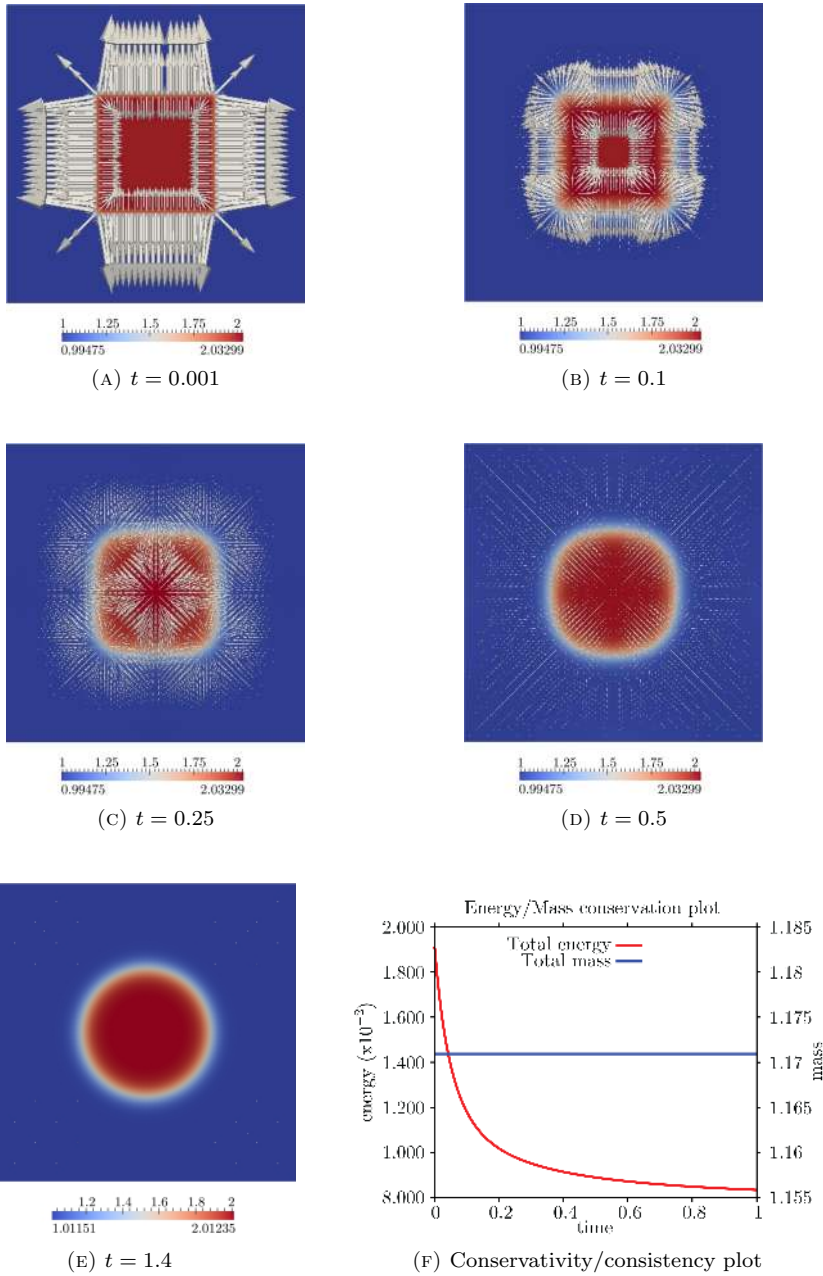 1 1.25 1.5 1.75 2
0.99475 2.03299
(A) t = 0.001
1 1.25 1.5 1.75 2
0.99475 2.03299
(B) t = 0.1
1 1.25 1.5 1.75 2
0.99475 2.03299
(C) t = 0.25
1 1.25 1.5 1.75 2
0.99475 2.03299
(D) t = 0.5
1.2 1.4 1.6 1.8 2
1.01151 2.01235
(E) t = 1.4
Energy/Mass conservation plot
Total energy
Total mass
energy (x10⁻²)
2.000
1.800
1.600
1.400
1.200
1.000
8.000
1.185
1.18
1.175
1.17
1.165
1.16
1.155
mass
0 0.2 0.4 0.6 0.8 1
time
(F) Conservativity/consistency plot